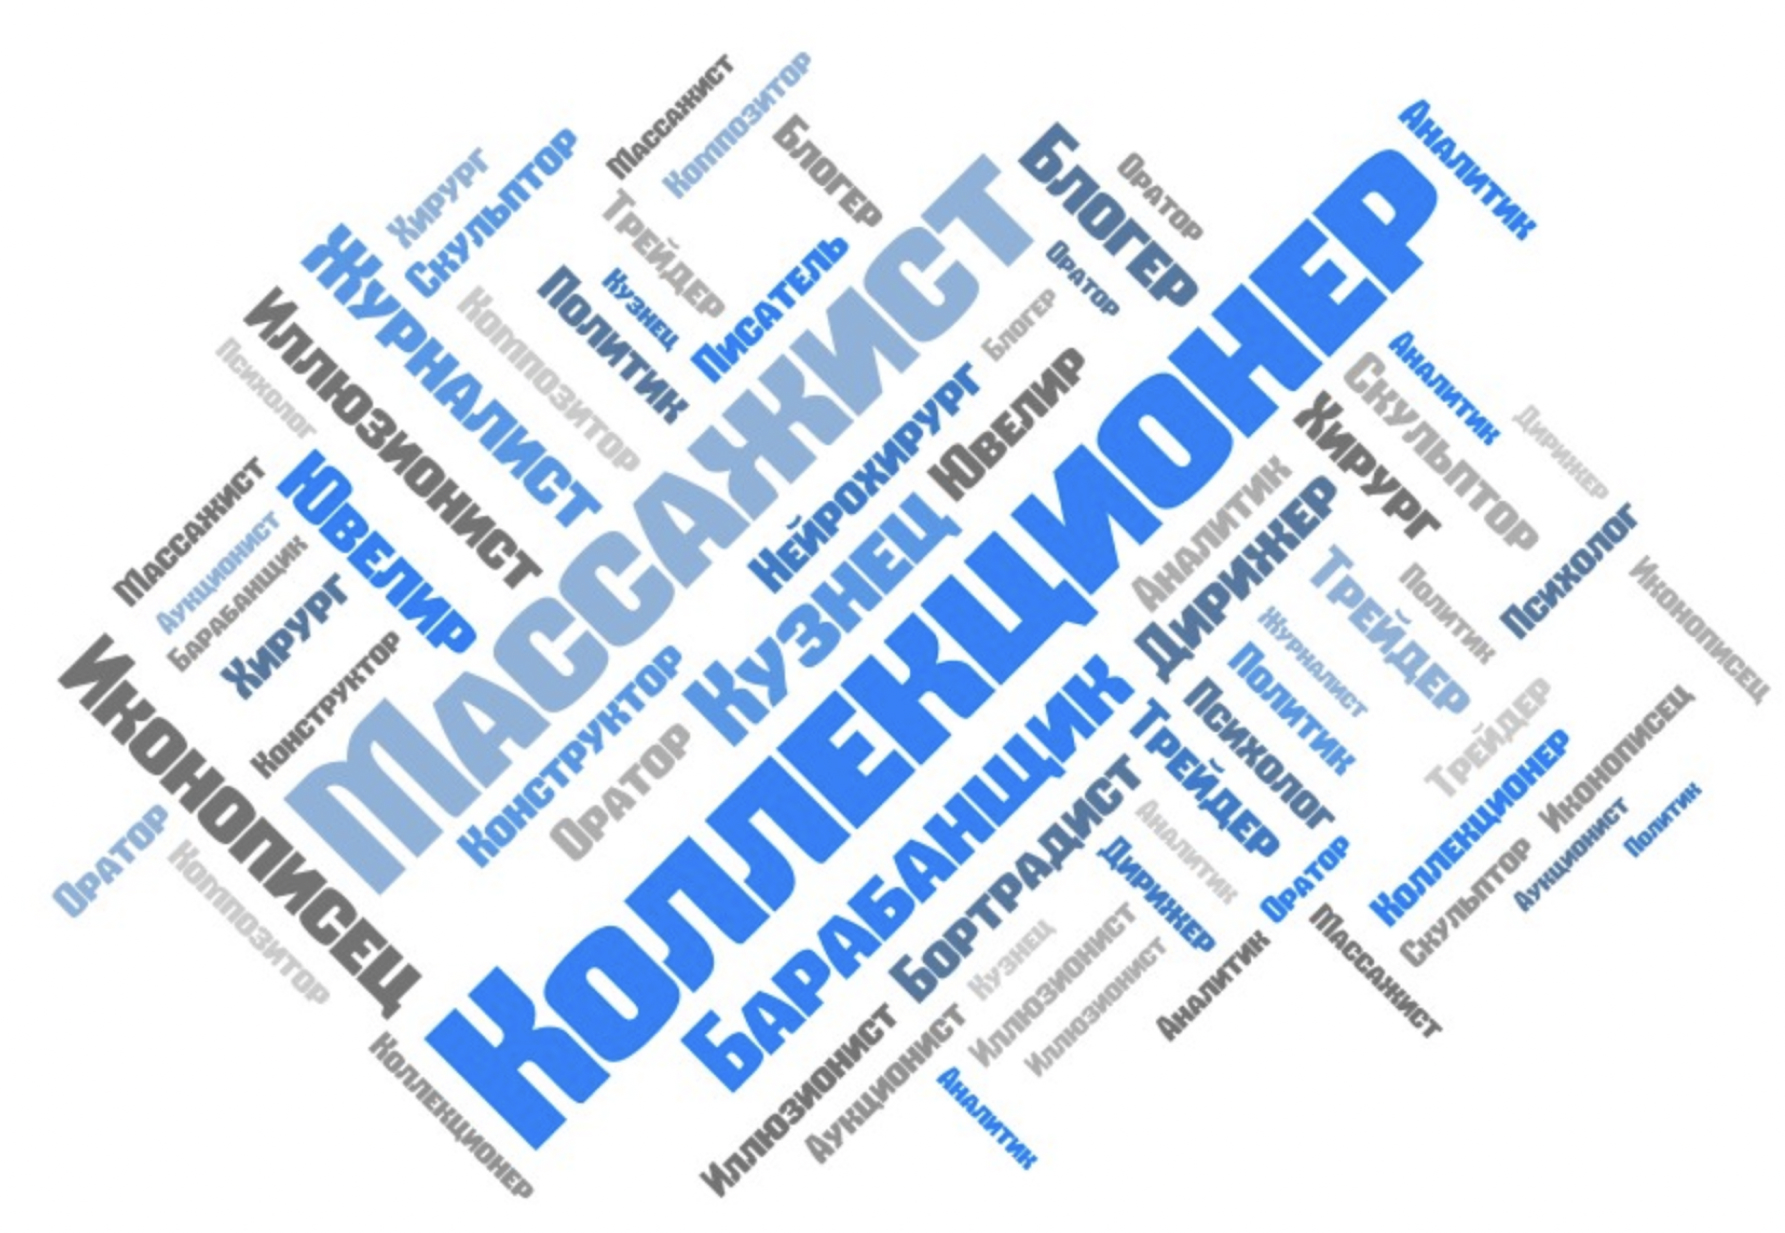 Массажист
Композитор
Блогер
Хирург
Скульптор
Трейдер
Блогер
Оратор
Аналитик
Журналист
Писатель
Кузнец
Политик
Оратор
Массажист
Коллекционер
Иллюзионист
Композитор
Психолог
Блогер
Нейрохирург
Ювелир
Аналитик
Скульптор
Хирург
Дирижер
Массажист
Аукционист
Барабанщик
Хирург
Ювелир
Кузнец
Аналитик
Дирижер
Трейдер
Политик
Психолог
Иконописец
Конструктор
Иконописец
Конструктор
Оратор
Журналист
Политик
Психолог
Трейдер
Барабанщик
Бортрадист
Трейдер
Коллекционер
Иконописец
Аукционист
Политик
Скульптор
Оратор
Композитор
Аналитик
Дирижер
Оратор
Массажист
Аналитик
Кузнец
Иллюзионист
Иллюзионист
Иллюзионист
Аукционист
Аналитик
Коллекционер